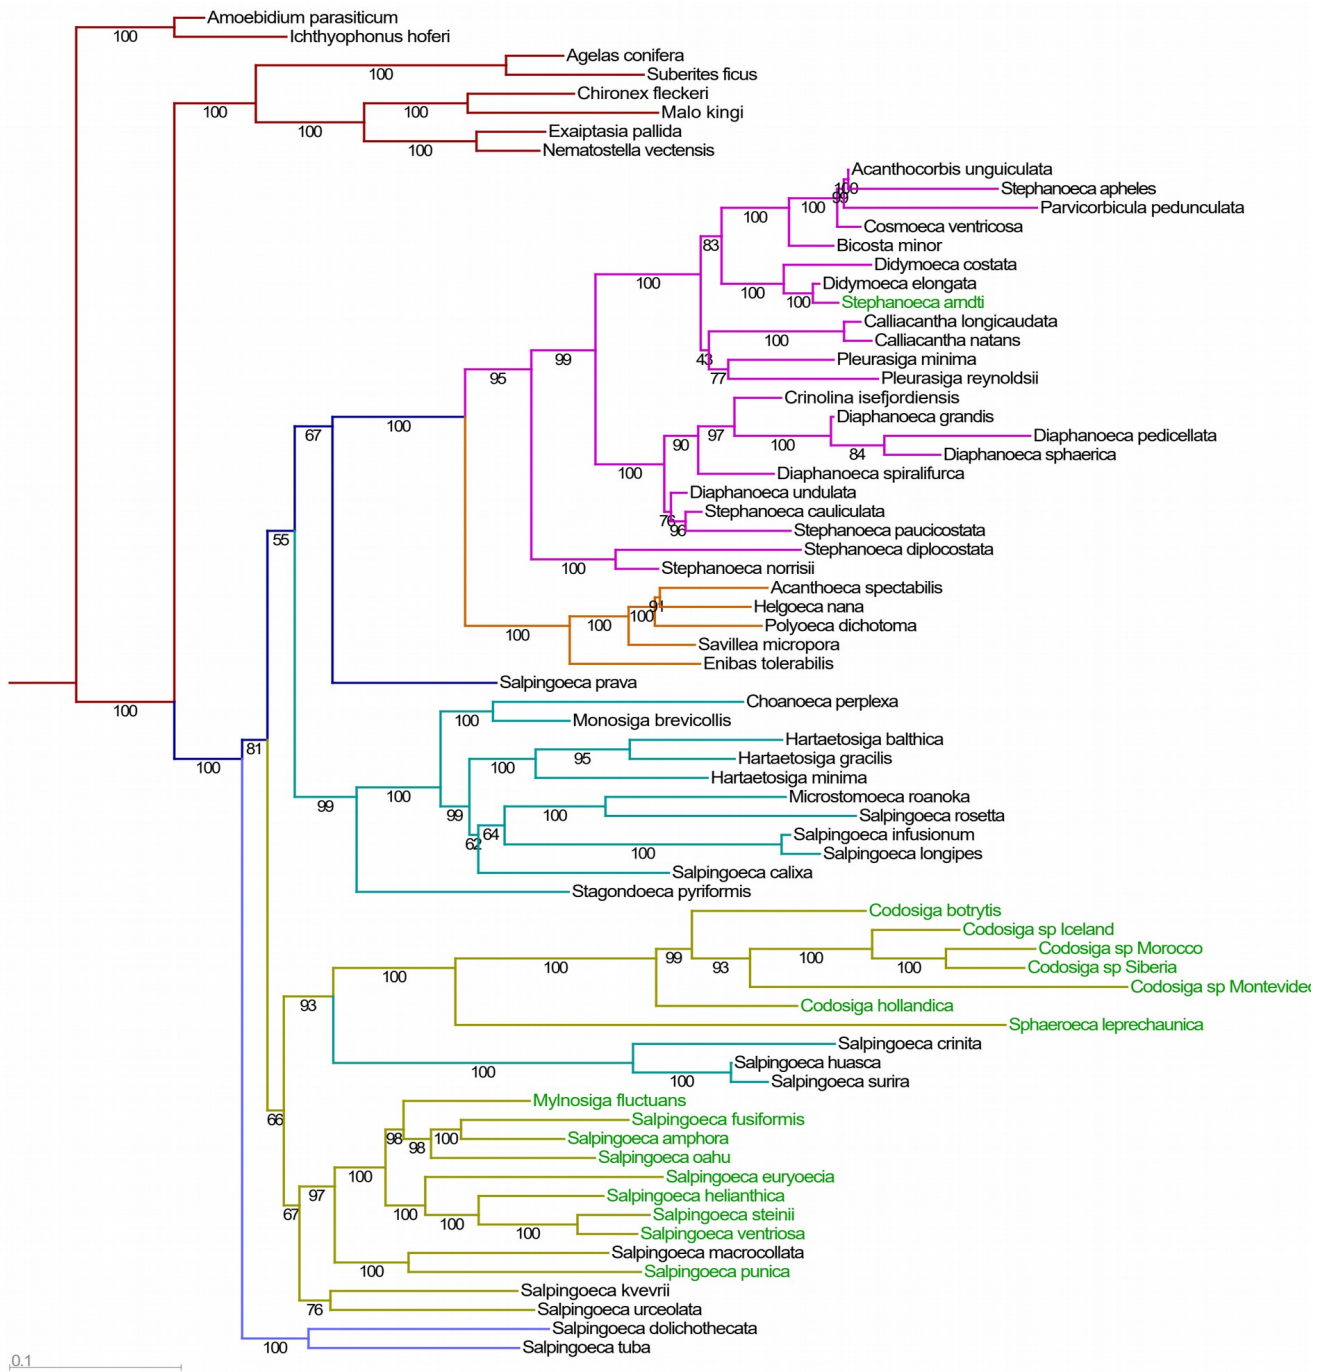 Amoebidium parasiticum
100
Ichthyophonus hoferi
Agelas conifera
100
Suberites ficus
Chironex fleckeri
100
100
Malo kingi
100
Exaiptasia pallida
100
Nematostella vectensis
Acanthocorbis unguiculata
100
Stephanoeca apheles
99
100
Parvicorbicula pedunculata
100
Cosmoeca ventricosa
83
Bicosta minor
Didymoeca costata
100
Didymoeca elongata
100
100
Stephanoeca arndti
Calliacantha longicaudata
100
Calliacantha natans
99
43
Pleurasiga minima
95
77
Pleurasiga reynoldsii
Crinolina isefjordiensis
Diaphanoeca grandis
67
100
97
Diaphanoeca pedicellata
90
100
84
Diaphanoeca sphaerica
100
Diaphanoeca spiralifurca
Diaphanoeca undulata
Stephanoeca cauliculata
76
96
Stephanoeca paucicostata
55
Stephanoeca diplocostata
100
Stephanoeca norrisii
Acanthoeca spectabilis
91
Helgoeca nana
100
100
Polyoeca dichotoma
100
Savillea micropora
Enibas tolerabilis
Salpingoeca prava
Choanoeca perplexa
100
100
Monosiga brevicollis
Hartaetosiga balthica
81
95
Hartaetosiga gracilis
100
100
Hartaetosiga minima
100
Microstomoeca roanoka
99
99
100
Salpingoeca rosetta
64
Salpingoeca infusionum
62
100
Salpingoeca longipes
Salpingoeca calixa
Stagondoeca pyriformis
Codosiga botrytis
Codosiga sp Iceland
99
100
Codosiga sp Morocco
100
100
93
100
Codosiga sp Siberia
Codosiga sp Montevideo
93
Codosiga hollandica
Sphaeroeca leprechaunica
Salpingoeca crinita
100
Salpingoeca huasca
100
Salpingoeca surira
Mylnosiga fluctuans
66
Salpingoeca fusiformis
98
100
Salpingoeca amphora
98
Salpingoeca oahu
100
Salpingoeca euryoecia
97
Salpingoeca helianthica
67
100
100
Salpingoeca steinii
100
Salpingoeca ventriosa
Salpingoeca macrocollata
100
Salpingoeca punica
Salpingoeca kvevrii
76
Salpingoeca urceolata
Salpingoeca dolichothecata
100
Salpingoeca tuba
0.1